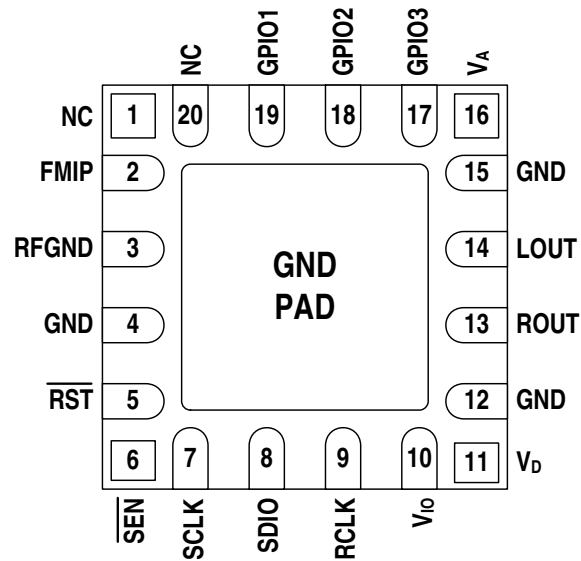 NC
GPIO1
GPIO2
GPIO3
VA
NC 1 20 19 18 17 16
FMIP 2 15 GND
RFGND 3 14 LOUT
GND
PAD
GND 4 13 ROUT
RST 5 12 GND
6 7 8 9 10 11 VD
SEN
SCLK
SDIO
RCLK
VIO